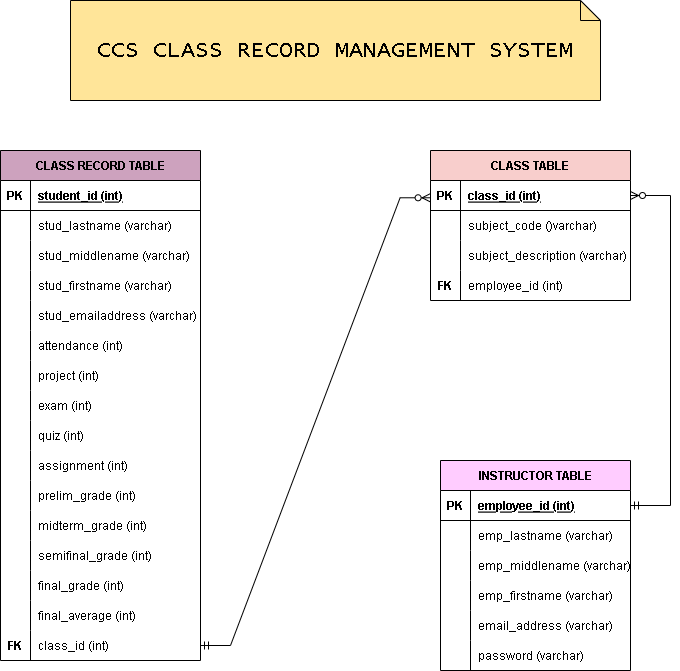 CCS CLASS RECORD MANAGEMENT SYSTEM
CLASS RECORD TABLE
PK student_id (int)
stud_lastname (varchar)
stud_middlename (varchar)
stud_firstname (varchar)
stud_emailaddress (varchar)
attendance (int)
project (int)
exam (int)
quiz (int)
assignment (int)
prelim_grade (int)
midterm_grade (int)
semifinal_grade (int)
final_grade (int)
final_average (int)
FK class_id (int)
CLASS TABLE
PK class_id (int)
subject_code ()varchar)
subject_description (varchar)
FK employee_id (int)
INSTRUCTOR TABLE
PK employee_id (int)
emp_lastname (varchar)
emp_middlename (varchar)
emp_firstname (varchar)
email_address (varchar)
password (varchar)